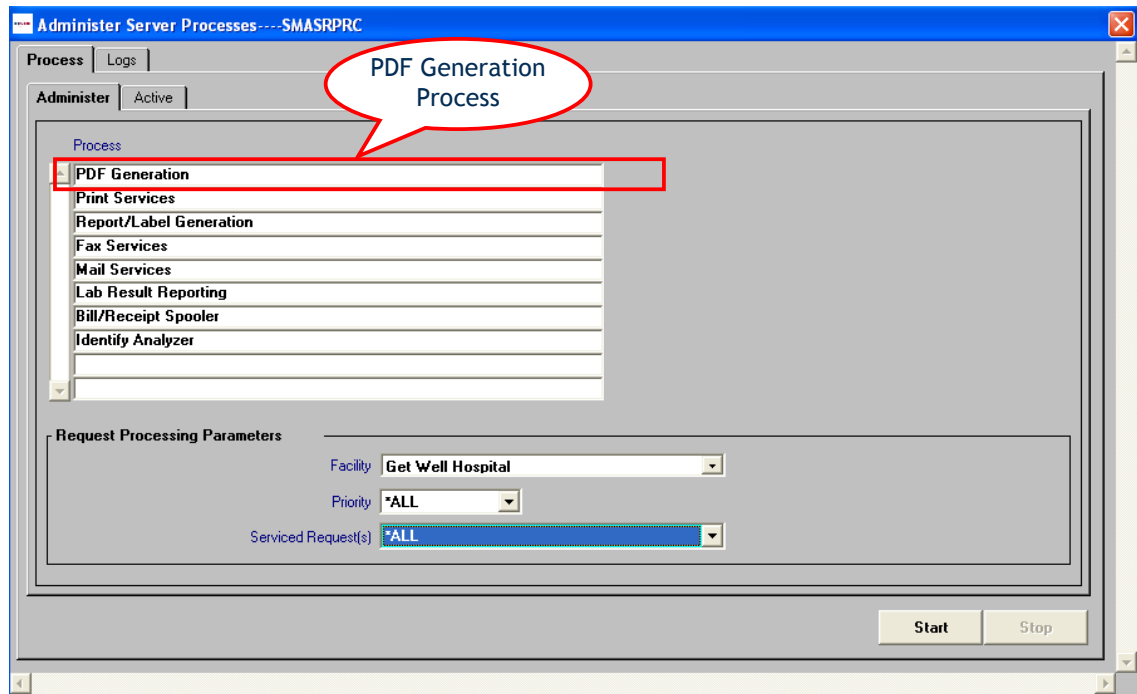 Administer Server Processes----SMASRPRC
Process Logs
PDF Generation
Process
Administer Active
Process
PDF Generation
Print Services
Report/Label Generation
Fax Services
Mail Services
Lab Result Reporting
Bill/Receipt Spooler
Identify Analyzer
Request Processing Parameters
Facility Get Well Hospital
Priority *ALL
Serviced Request(s) *ALL
Start Stop